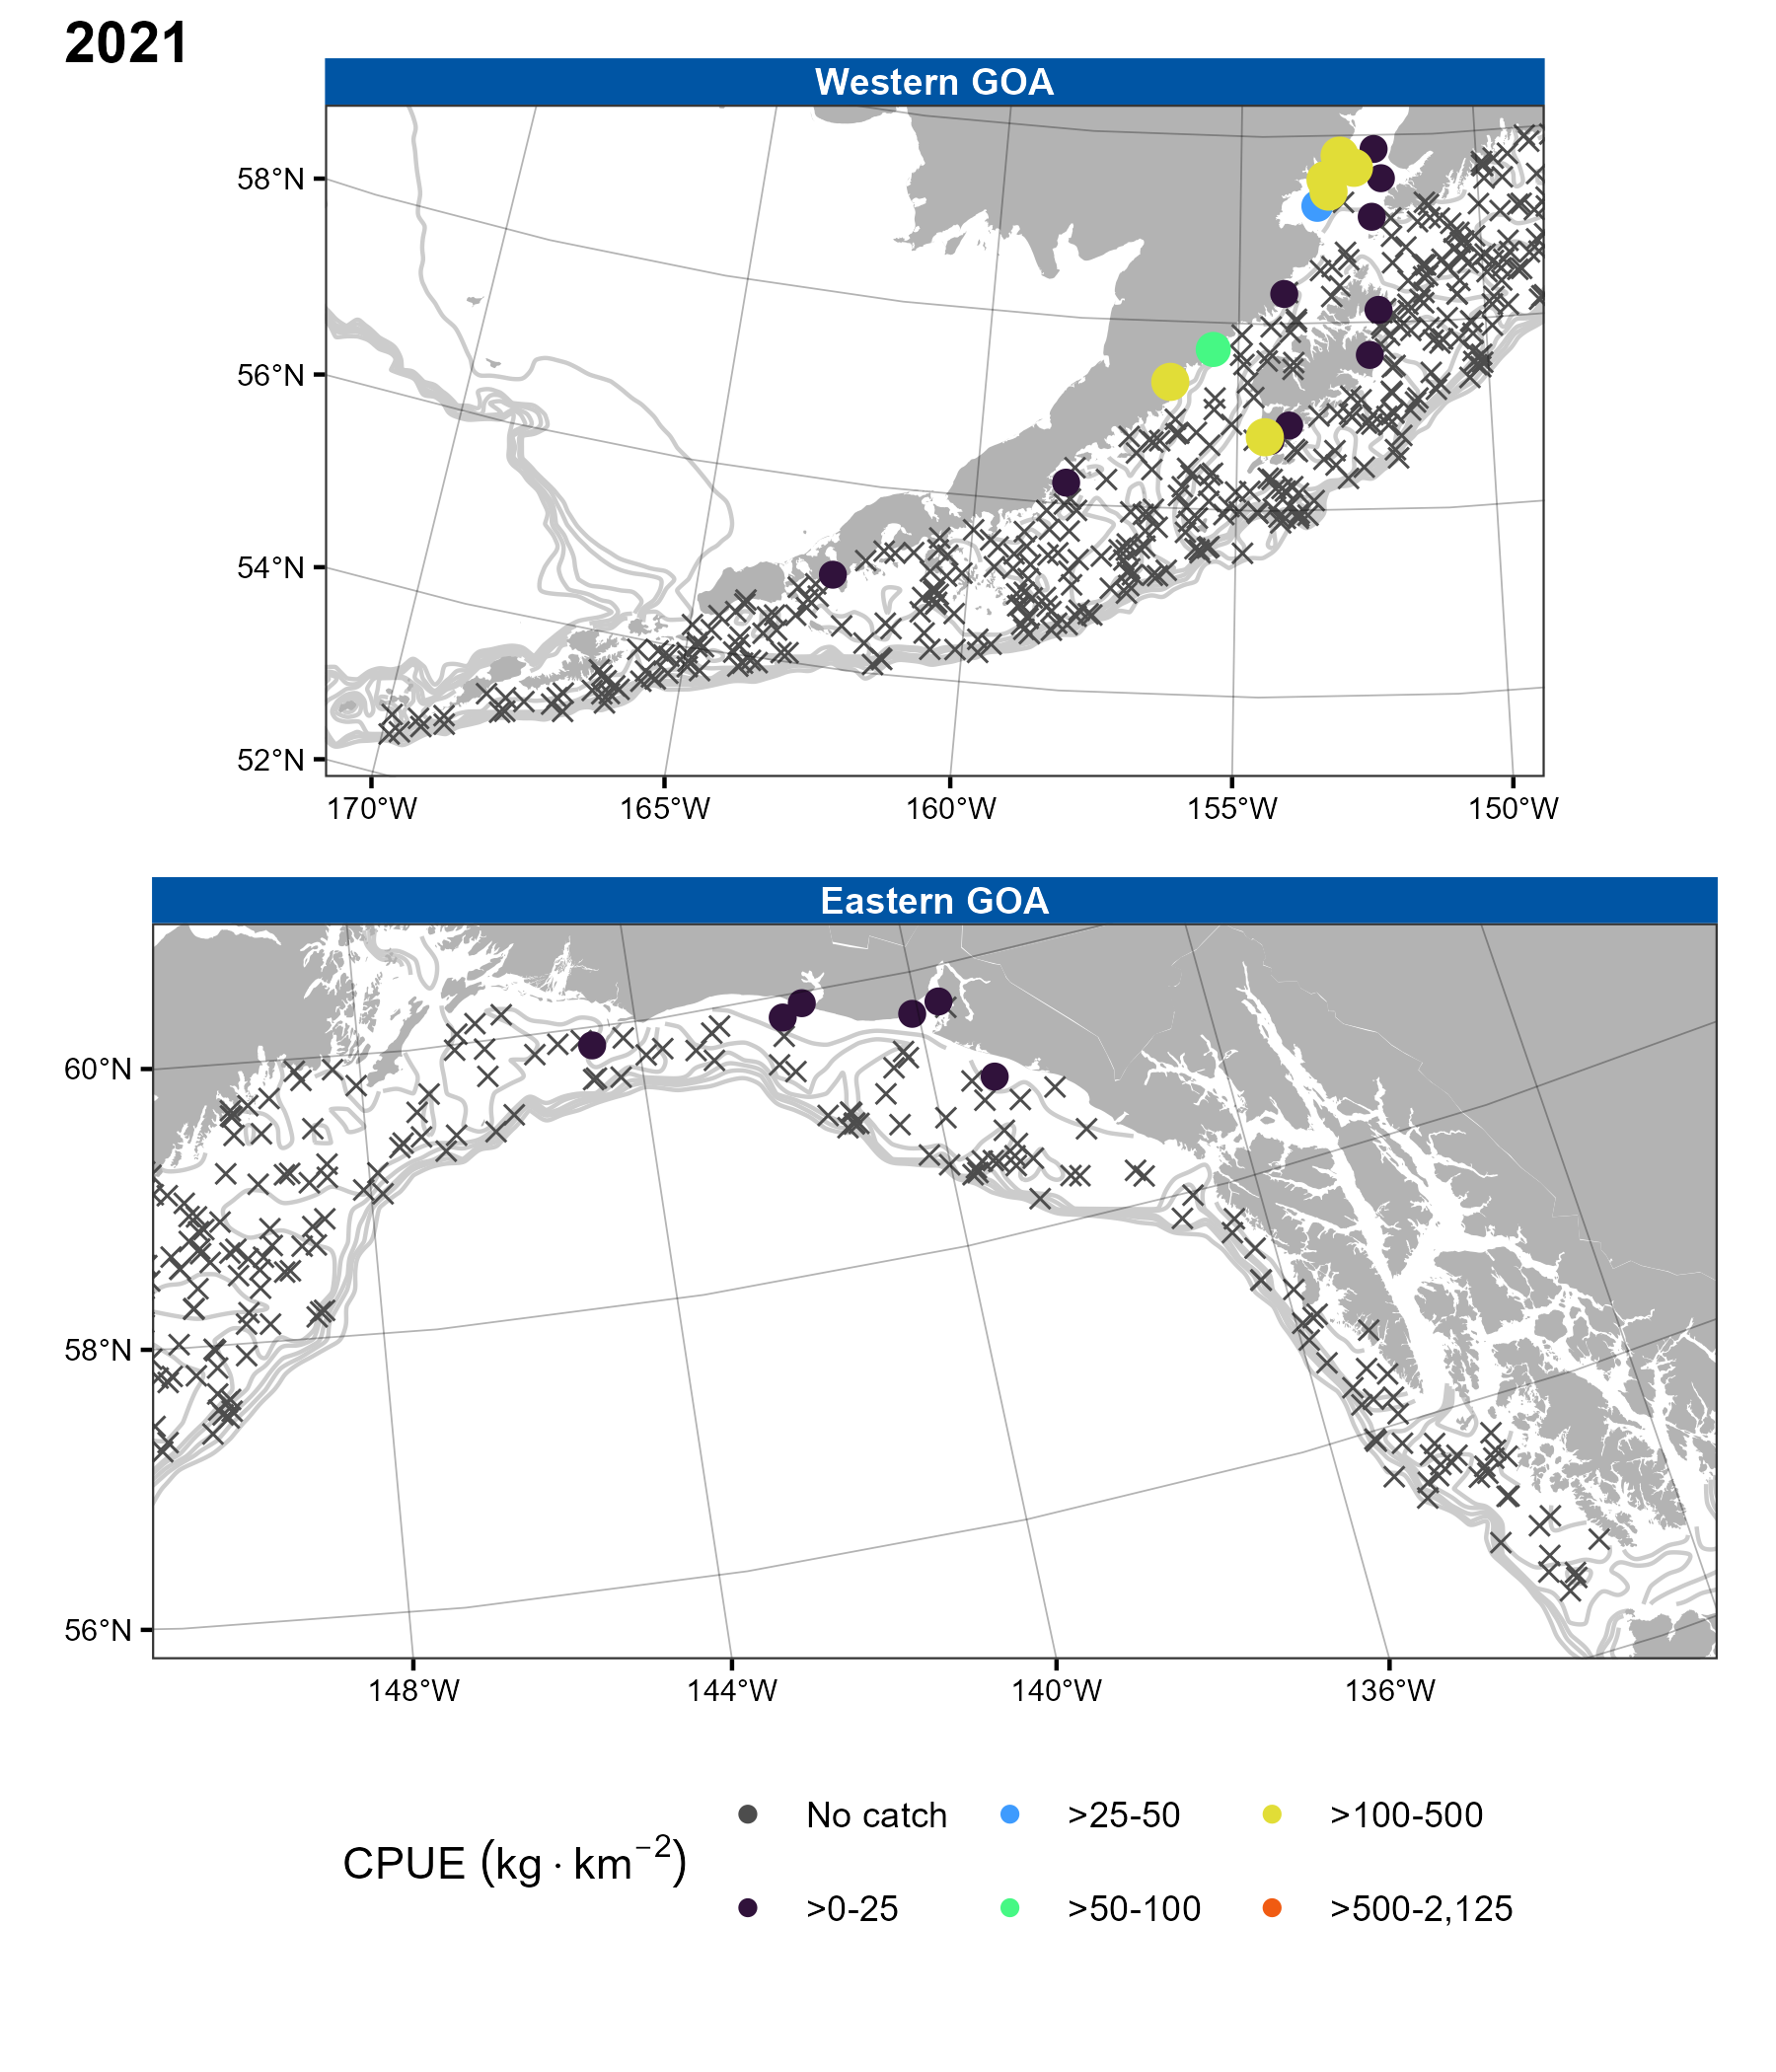 2021
Western GOA
58°N
56°N
54°N
52°N
170°W 165°W 160°W 155°W 150°W
Eastern GOA
60°N
58°N
56°N
148°W 144°W 140°W 136°W
CPUE (kg · km⁻²)
No catch >25-50 >100-500
>0-25 >50-100 >500-2,125